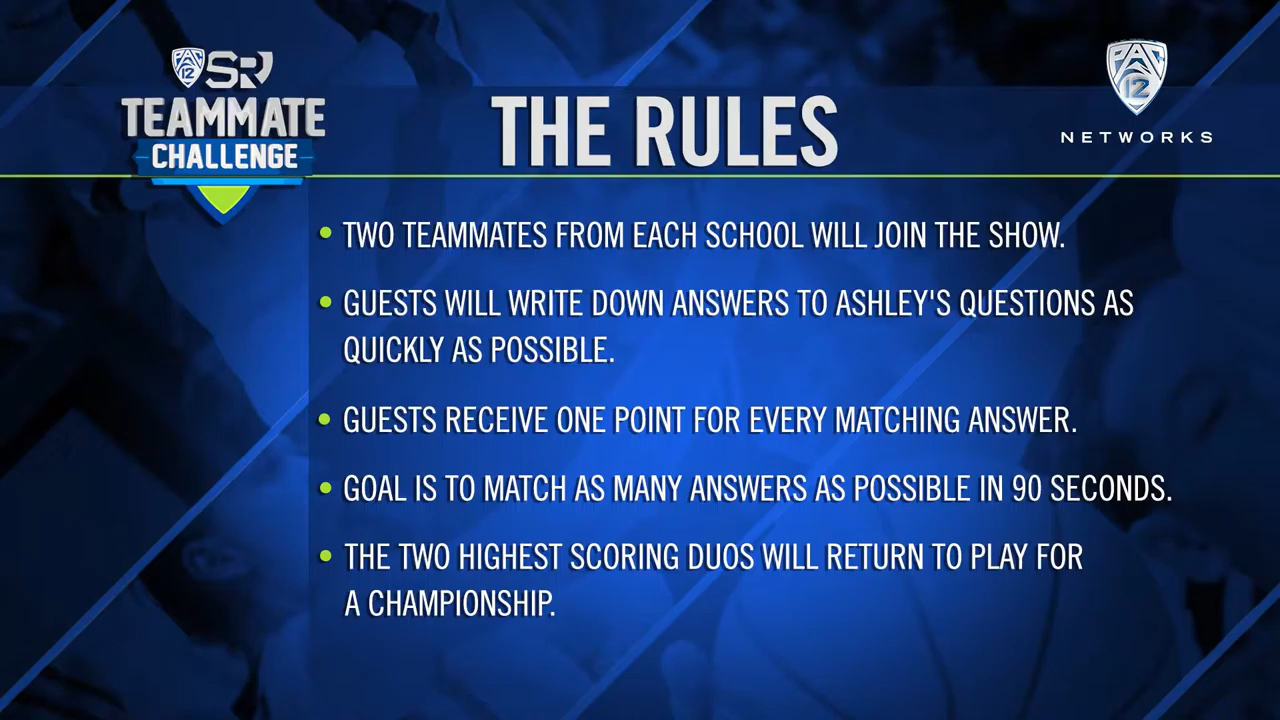 PAC 12 SR
TEAMMATE
CHALLENGE
THE RULES
PAC
12
NETWORKS
• TWO TEAMMATES FROM EACH SCHOOL WILL JOIN THE SHOW.
• GUESTS WILL WRITE DOWN ANSWERS TO ASHLEY'S QUESTIONS AS
QUICKLY AS POSSIBLE.
• GUESTS RECEIVE ONE POINT FOR EVERY MATCHING ANSWER.
• GOAL IS TO MATCH AS MANY ANSWERS AS POSSIBLE IN 90 SECONDS.
• THE TWO HIGHEST SCORING DUOS WILL RETURN TO PLAY FOR
A CHAMPIONSHIP.